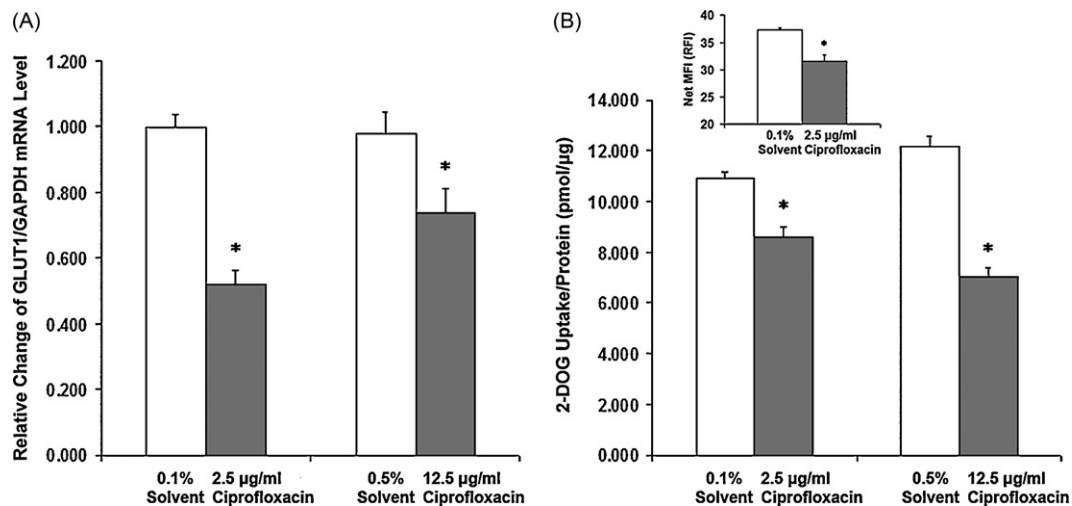 (A)
Relative Change of GLUT1/GAPDH mRNA Level
1.200
1.000
0.800
0.600
0.400
0.200
0.000
*
*
0.1% 2.5 µg/ml 0.5% 12.5 µg/ml
Solvent Ciprofloxacin Solvent Ciprofloxacin
(B)
Net MFI (RFI)
40
35
30
25
20
*
0.1% 2.5 µg/ml
Solvent Ciprofloxacin
2-DOG Uptake/Protein (pmol/µg)
14.000
12.000
10.000
8.000
6.000
4.000
2.000
0.000
*
*
0.1% 2.5 µg/ml 0.5% 12.5 µg/ml
Solvent Ciprofloxacin Solvent Ciprofloxacin